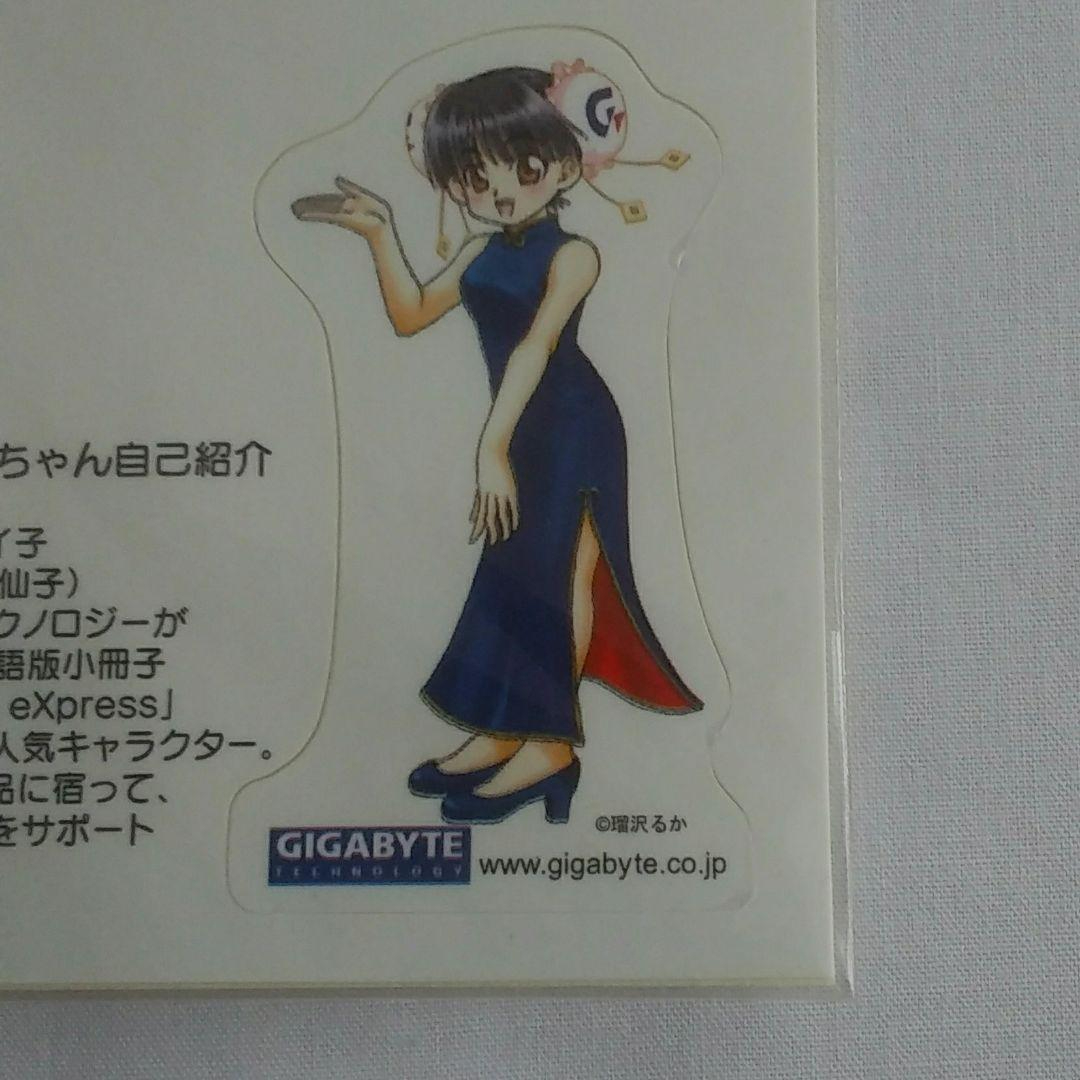 ちゃん自己紹介
イ子
仙子）
クノロジーが
語版小冊子
eXpress」
人気キャラクター。
品に宿って、
をサポート
©瑠沢るか
GIGABYTE
TECHNOLOGY
www.gigabyte.co.jp
G